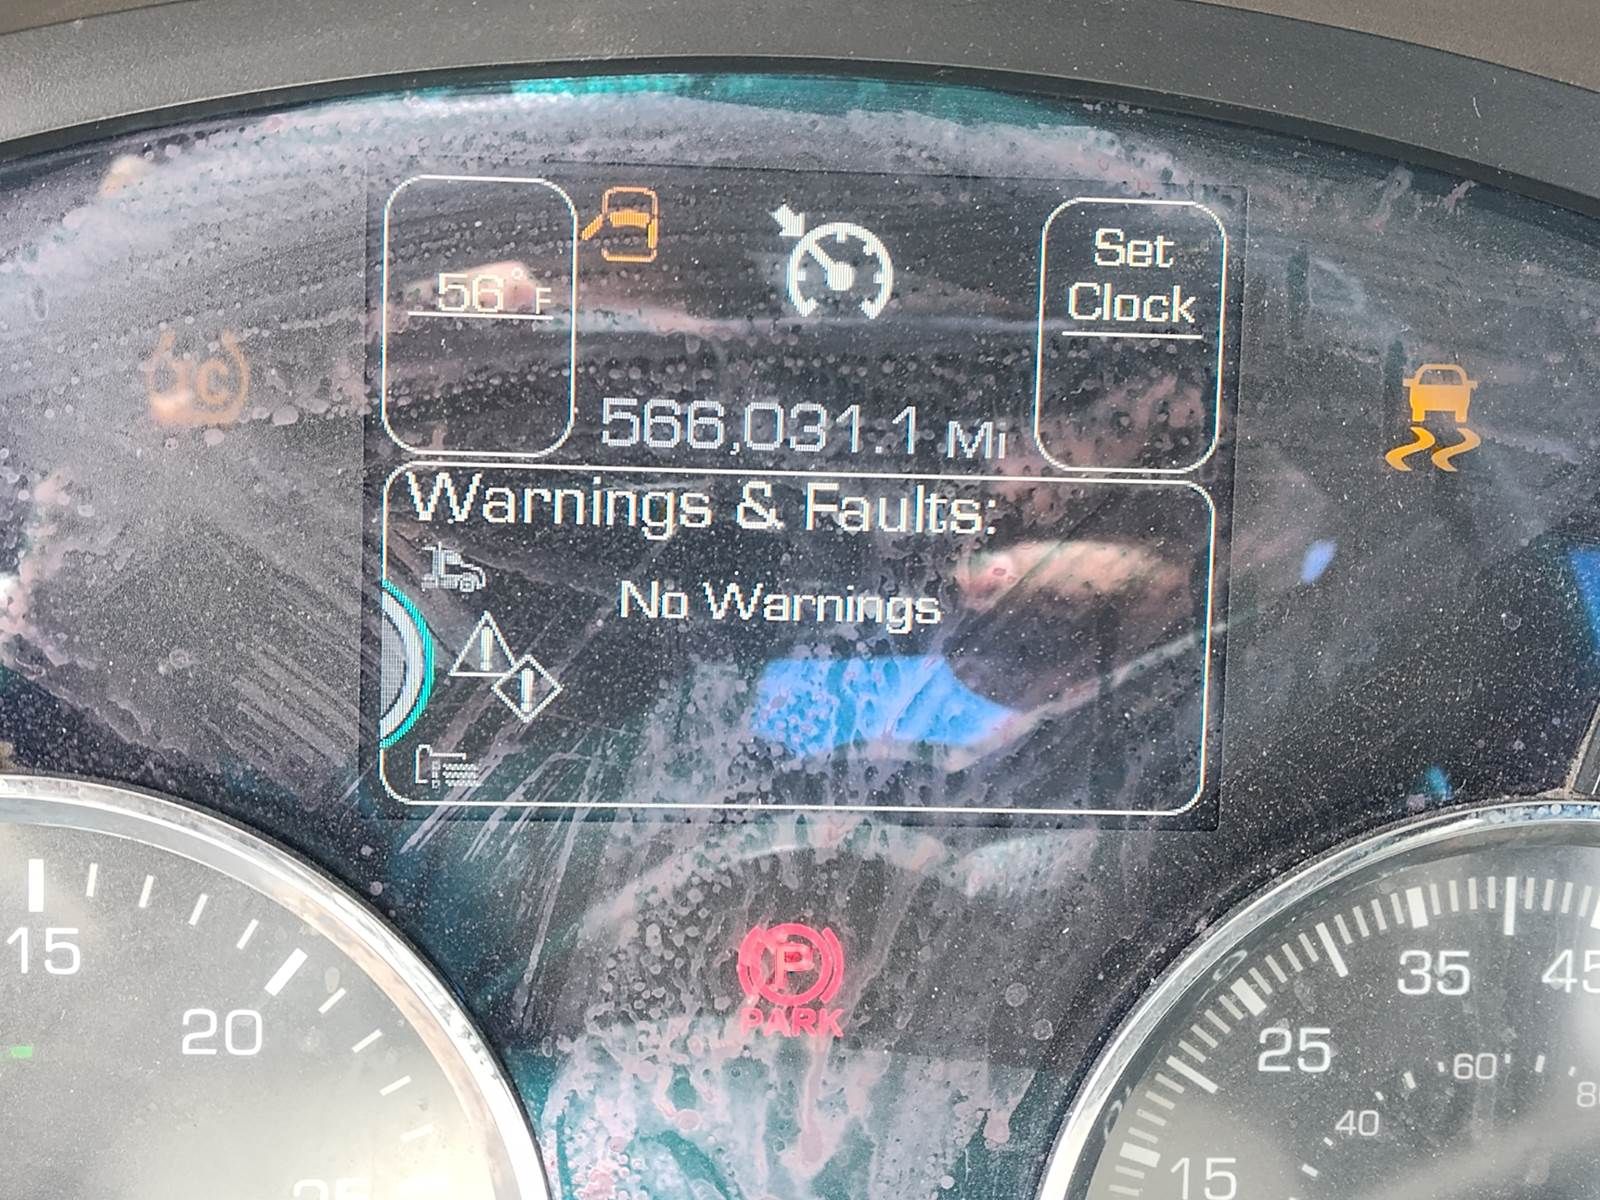 56° F
Set
Clock
566,031.1 Mi
Warnings & Faults:
No Warnings
P
PARK
15
20
35
45
25
60
40
15